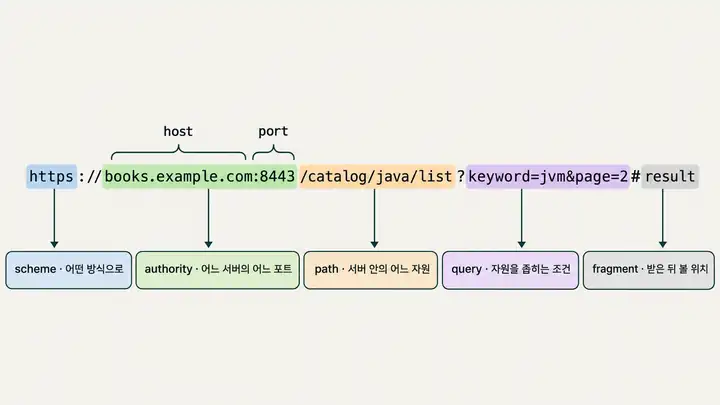 host port
https://books.example.com:8443/catalog/java/list?keyword=jvm&page=2#result
scheme · 어떤 방식으로
authority · 어느 서버의 어느 포트
path · 서버 안의 어느 자원
query · 자원을 좁히는 조건
fragment · 받은 뒤 볼 위치